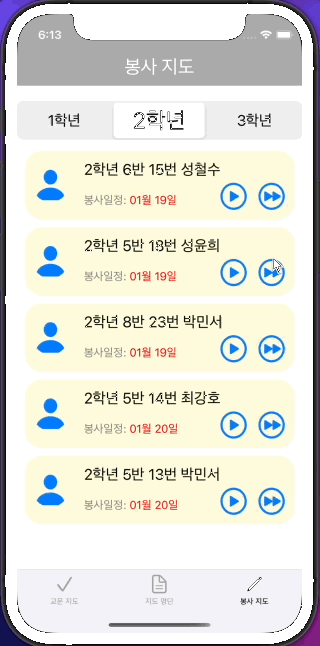 6:13
봉사 지도
1학년 2학년 3학년
2학년 6반 15번 성철수
봉사일정: 01월 19일
2학년 5반 18번 성윤희
봉사일정: 01월 19일
2학년 8반 23번 박민서
봉사일정: 01월 19일
2학년 5반 14번 최강호
봉사일정: 01월 20일
2학년 5반 13번 박민서
봉사일정: 01월 20일
교문 지도 지도 명단 봉사 지도